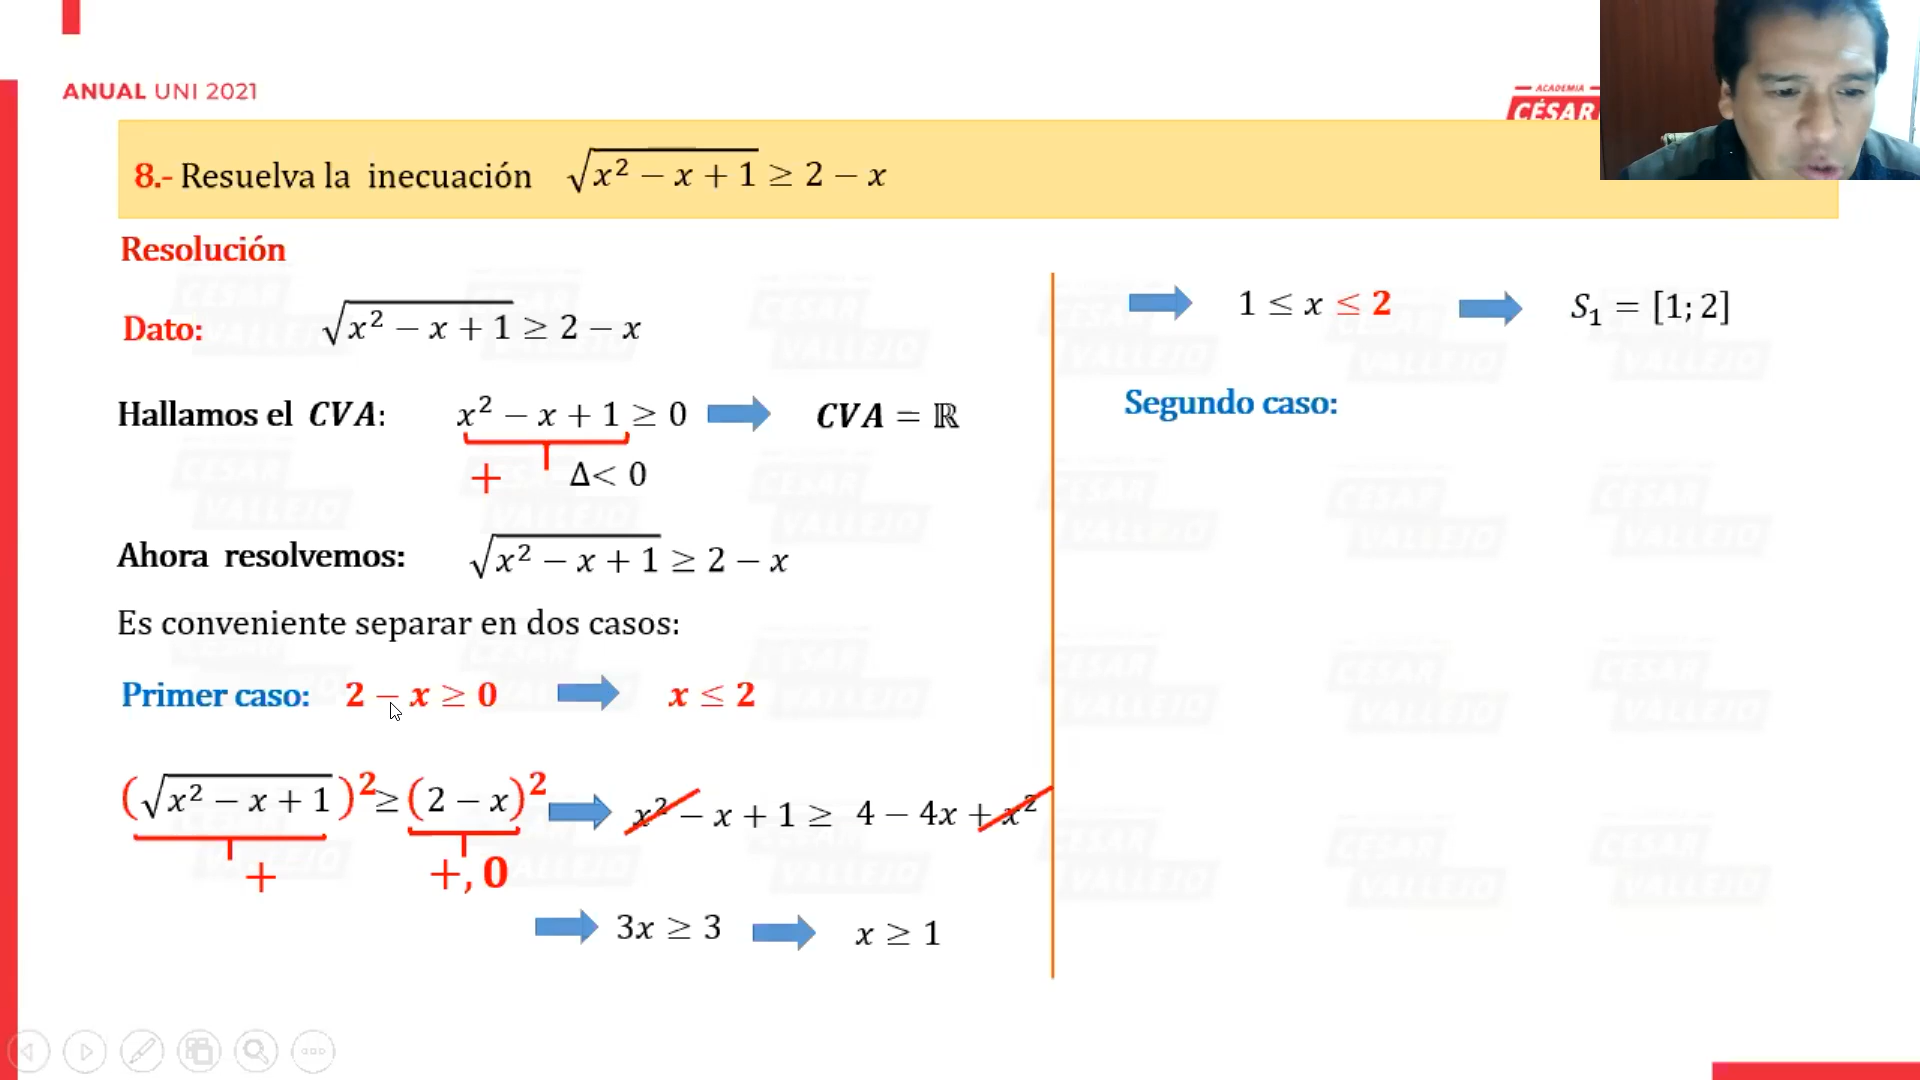 ANUAL UNI 2021
ACADEMIA
CÉSAR
8.- Resuelva la inecuación √(x² − x + 1) ≥ 2 − x
Resolución
Dato: √(x² − x + 1) ≥ 2 − x
Hallamos el CVA: x² − x + 1 ≥ 0 CVA = ℝ
+ Δ< 0
Ahora resolvemos: √(x² − x + 1) ≥ 2 − x
Es conveniente separar en dos casos:
Primer caso: 2 − x ≥ 0 x ≤ 2
(√(x² − x + 1))² ≥ (2 − x)² x² − x + 1 ≥ 4 − 4x + x²
+ +, 0
3x ≥ 3 x ≥ 1
1 ≤ x ≤ 2 S₁ = [1; 2]
Segundo caso:
CÉSAR
VALLEJO